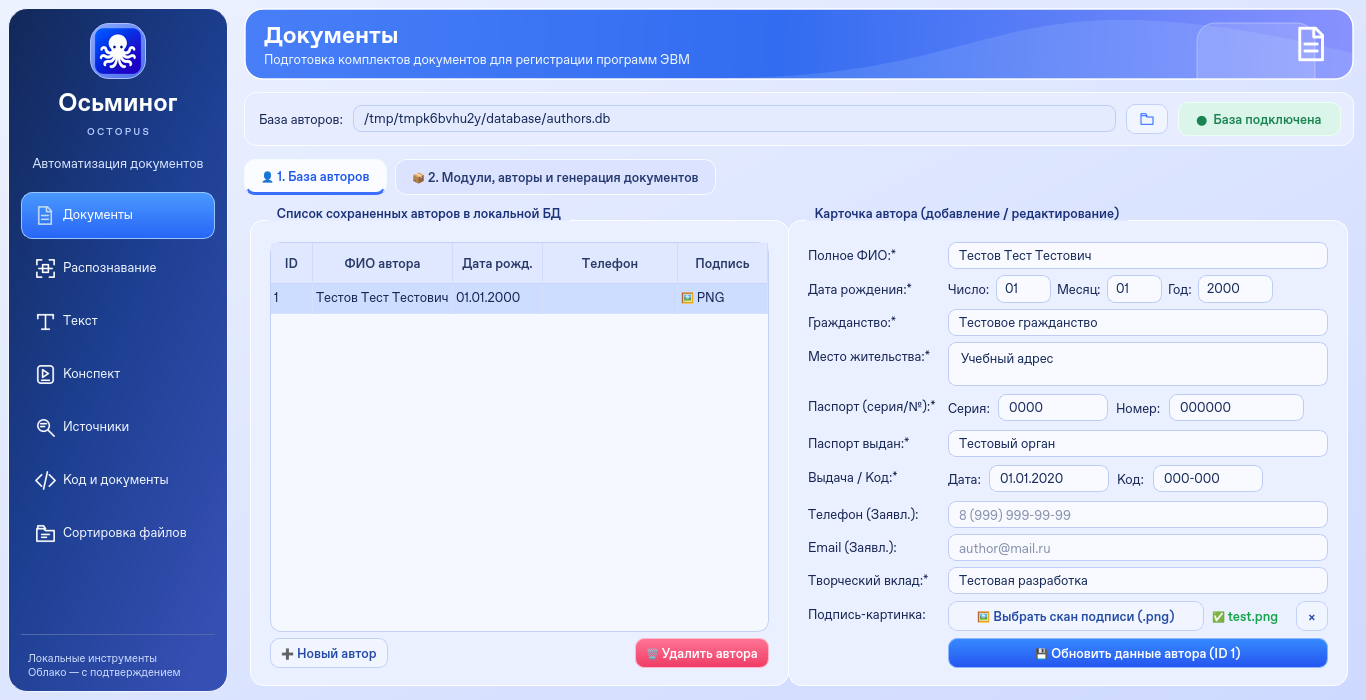 Осьминог
OCTOPUS
Автоматизация документов
Документы
Распознавание
Текст
Конспект
Источники
Код и документы
Сортировка файлов
Локальные инструменты
Облако — с подтверждением
Документы
Подготовка комплектов документов для регистрации программ ЭВМ
База авторов: /tmp/tmpk6bvhu2y/database/authors.db ● База подключена
👤 1. База авторов 📦 2. Модули, авторы и генерация документов
Список сохраненных авторов в локальной БД
ID ФИО автора Дата рожд. Телефон Подпись
1 Тестов Тест Тестович 01.01.2000 🖼️ PNG
➕ Новый автор 🗑️ Удалить автора
Карточка автора (добавление / редактирование)
Полное ФИО:* Тестов Тест Тестович
Дата рождения:* Число: 01 Месяц: 01 Год: 2000
Гражданство:* Тестовое гражданство
Место жительства:* Учебный адрес
Паспорт (серия/№):* Серия: 0000 Номер: 000000
Паспорт выдан:* Тестовый орган
Выдача / Код:* Дата: 01.01.2020 Код: 000-000
Телефон (Заявл.): 8 (999) 999-99-99
Email (Заявл.): author@mail.ru
Творческий вклад:* Тестовая разработка
Подпись-картинка: 🖼️ Выбрать скан подписи (.png) ✅ test.png ×
💾 Обновить данные автора (ID 1)